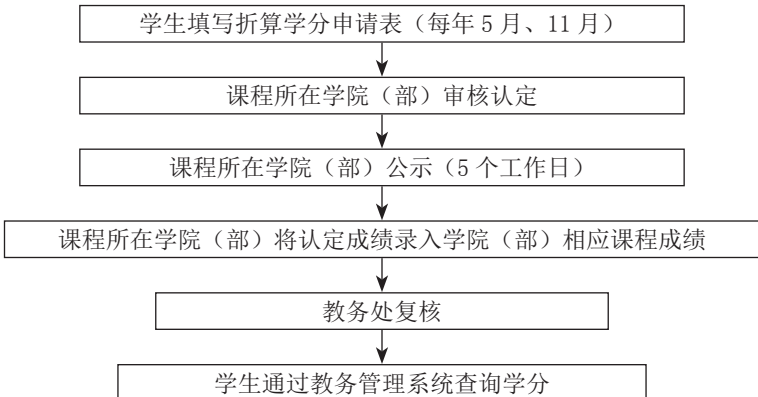 学生填写折算学分申请表（每年 5 月、11 月）
课程所在学院（部）审核认定
课程所在学院（部）公示（5 个工作日）
课程所在学院（部）将认定成绩录入学院（部）相应课程成绩
教务处复核
学生通过教务管理系统查询学分